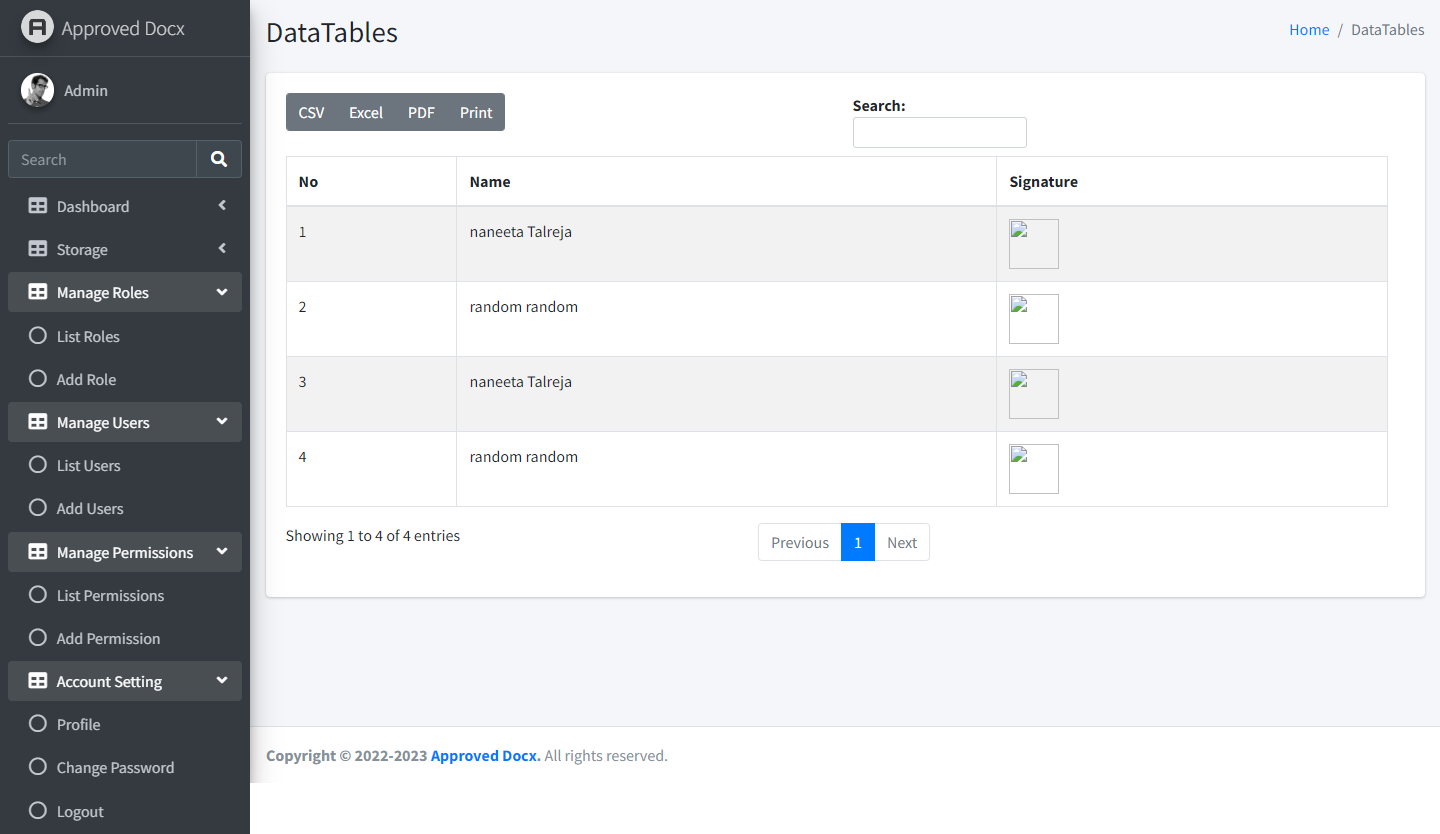 Approved Docx
Admin
Search
Dashboard
Storage
Manage Roles
List Roles
Add Role
Manage Users
List Users
Add Users
Manage Permissions
List Permissions
Add Permission
Account Setting
Profile
Change Password
Logout
DataTables
Home / DataTables
CSV Excel PDF Print
Search:
No Name Signature
1 naneeta Talreja
2 random random
3 naneeta Talreja
4 random random
Showing 1 to 4 of 4 entries
Previous 1 Next
Copyright © 2022-2023 Approved Docx. All rights reserved.